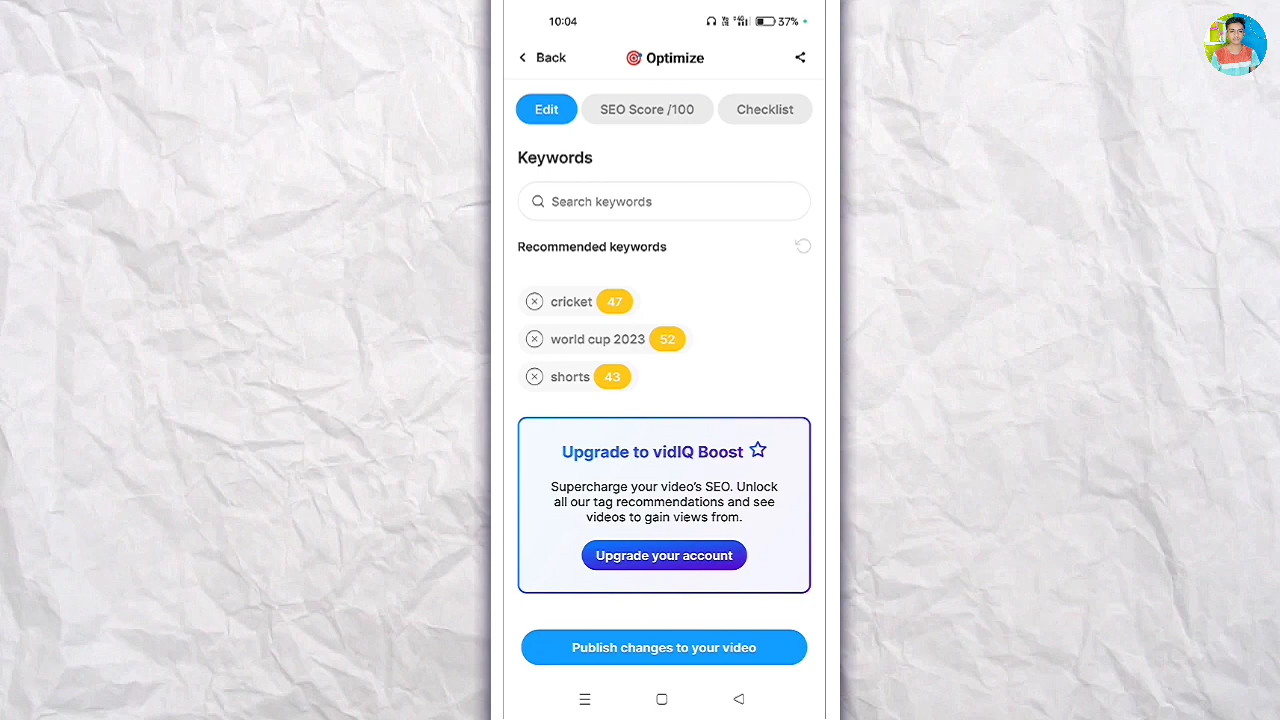 10:04
37%
Back
Optimize
Edit
SEO Score /100
Checklist
Keywords
Search keywords
Recommended keywords
cricket 47
world cup 2023 52
shorts 43
Upgrade to vidIQ Boost
Supercharge your video's SEO. Unlock
all our tag recommendations and see
videos to gain views from.
Upgrade your account
Publish changes to your video